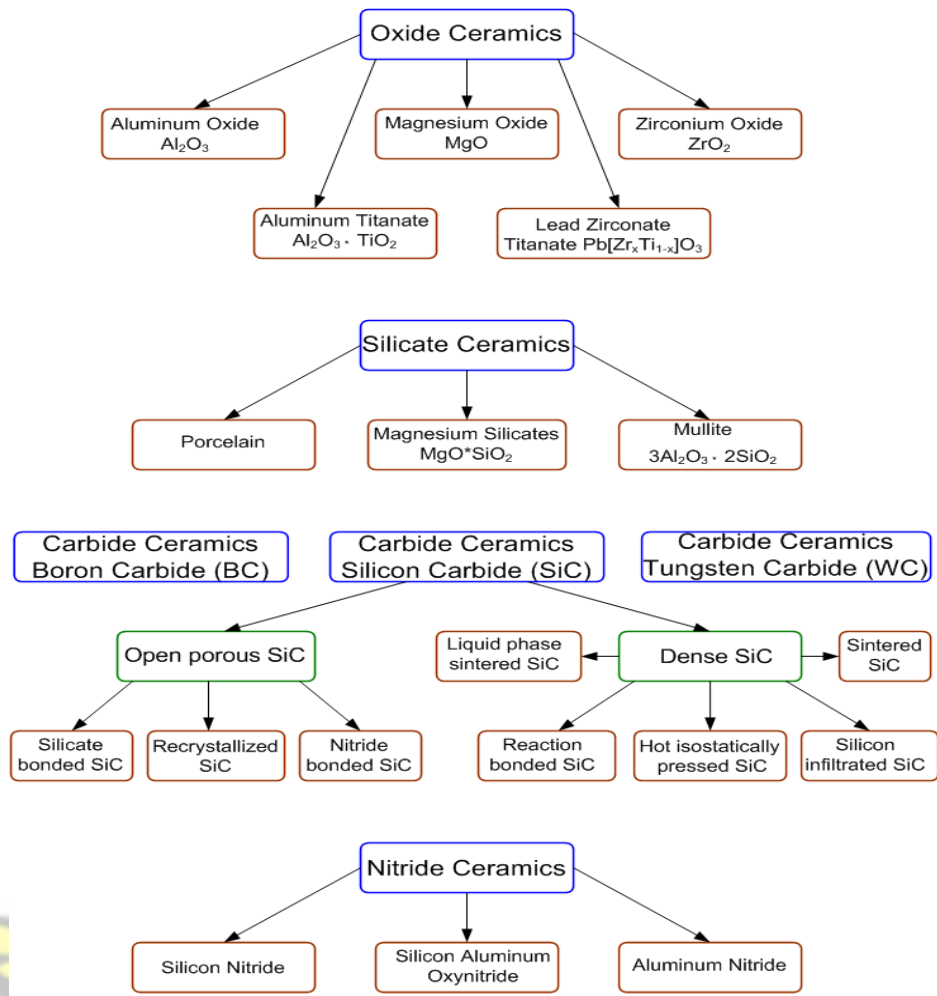 Oxide Ceramics
Aluminum Oxide
Al₂O₃
Magnesium Oxide
MgO
Zirconium Oxide
ZrO₂
Aluminum Titanate
Al₂O₃ · TiO₂
Lead Zirconate
Titanate Pb[ZrₓTi₁₋ₓ]O₃
Silicate Ceramics
Porcelain
Magnesium Silicates
MgO*SiO₂
Mullite
3Al₂O₃ · 2SiO₂
Carbide Ceramics
Boron Carbide (BC)
Carbide Ceramics
Silicon Carbide (SiC)
Carbide Ceramics
Tungsten Carbide (WC)
Open porous SiC
Liquid phase
sintered SiC
Dense SiC
Sintered
SiC
Silicate
bonded SiC
Recrystallized
SiC
Nitride
bonded SiC
Reaction
bonded SiC
Hot isostatically
pressed SiC
Silicon
infiltrated SiC
Nitride Ceramics
Silicon Nitride
Silicon Aluminum
Oxynitride
Aluminum Nitride